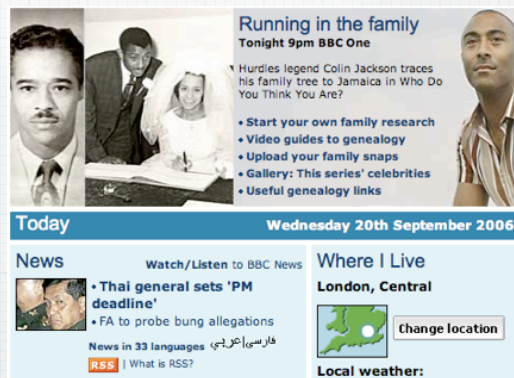 Running in the family
Tonight 9pm BBC One
Hurdles legend Colin Jackson traces
his family tree to Jamaica in Who Do
You Think You Are?
• Start your own family research
• Video guides to genealogy
• Upload your family snaps
• Gallery: This series' celebrities
• Useful genealogy links
Today
Wednesday 20th September 2006
News
Watch/Listen to BBC News
• Thai general sets 'PM
deadline'
• FA to probe bung allegations
News in 33 languages فارسی|عربي
RSS | What is RSS?
Where I Live
London, Central
Change location
Local weather: